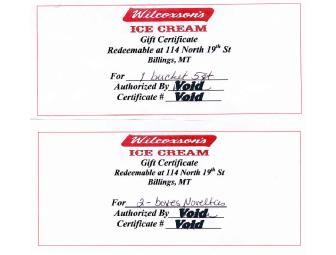 Wilcoxson's
ICE CREAM
Gift Certificate
Redeemable at 114 North 19th St
Billings, MT
For 1 bucket 5qt
Authorized By Void
Certificate # Void
Wilcoxson's
ICE CREAM
Gift Certificate
Redeemable at 114 North 19th St
Billings, MT
For 2 - boxes Novelties
Authorized By Void
Certificate # Void